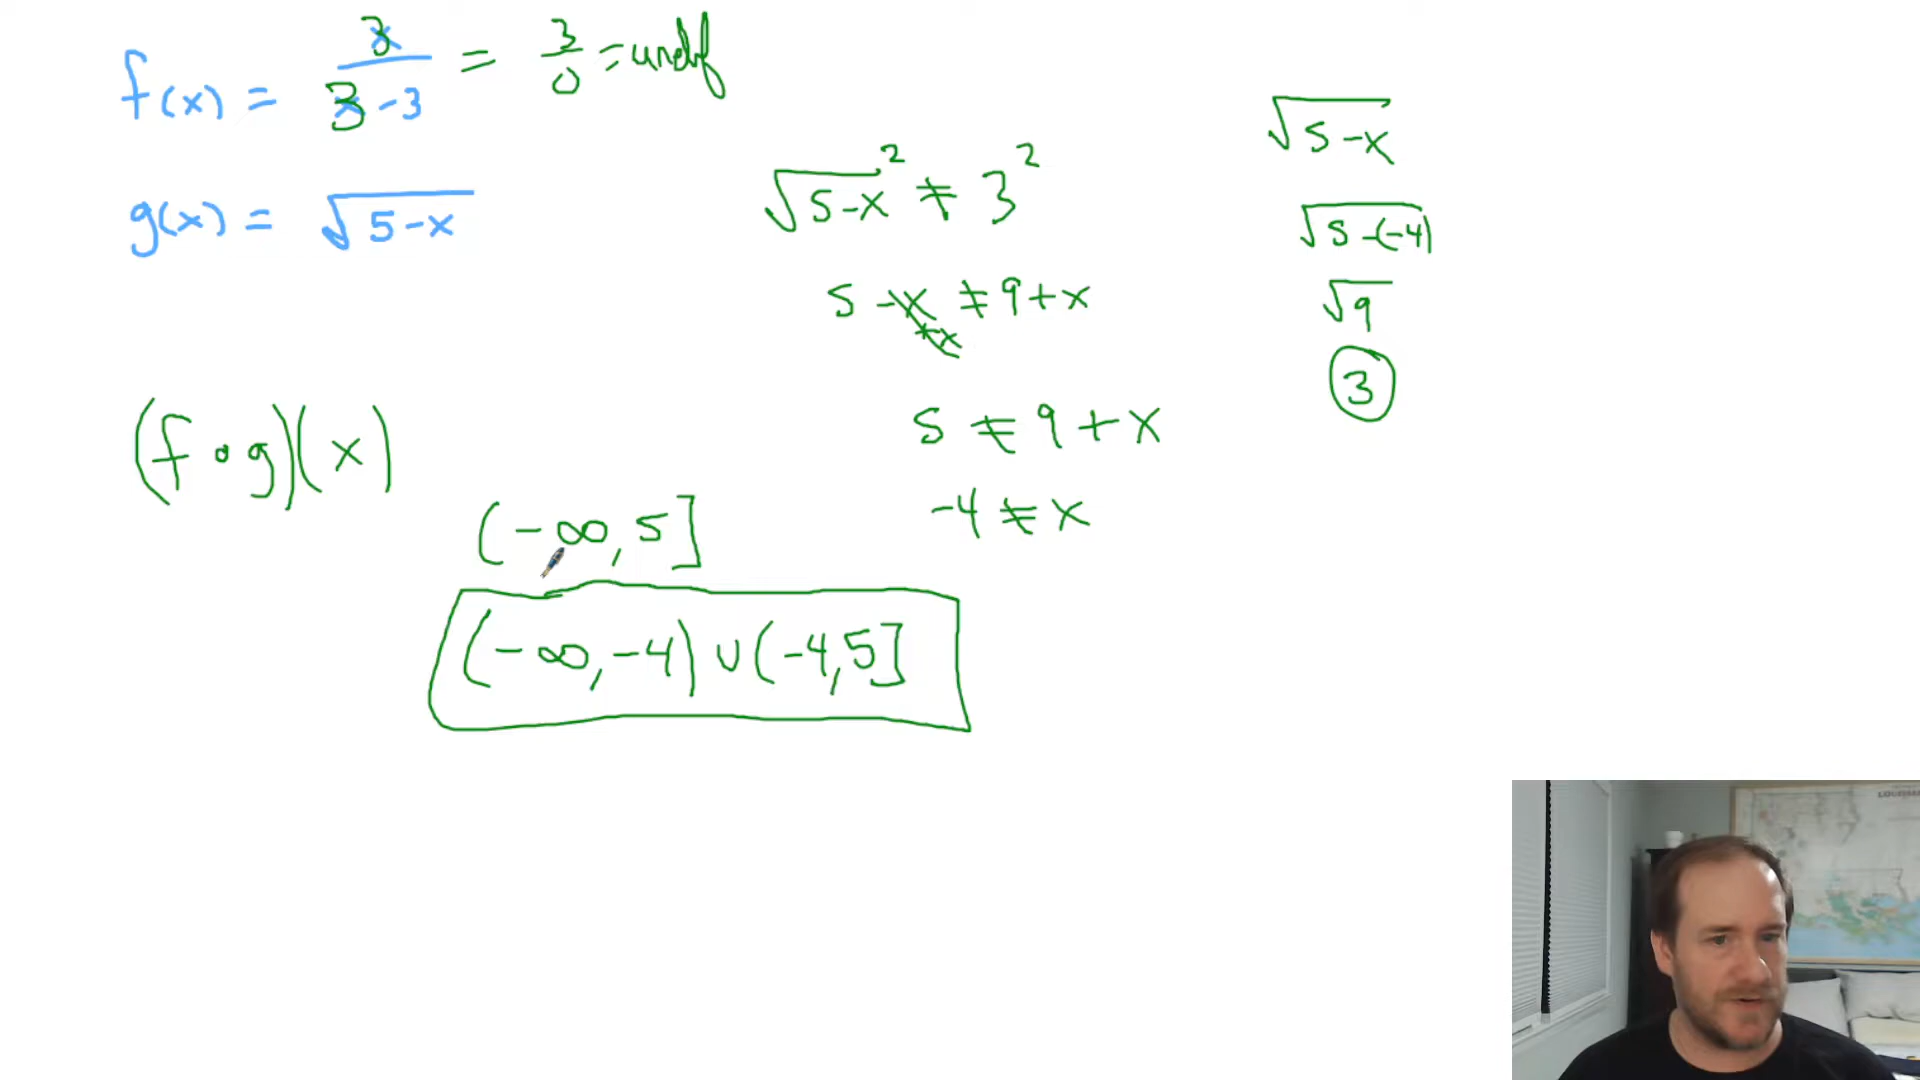 f(x) = 3/3-3 = 3/0 = undf
g(x) = √5-x
√5-x² ≠ 3²
5 -x ≠ 9+x
+x
5 ≠ 9 + x
-4 ≠ x
√5-x
√5-(-4)
√9
3
(f∘g)(x)
(-∞, 5]
(-∞, -4) ∪ (-4, 5]